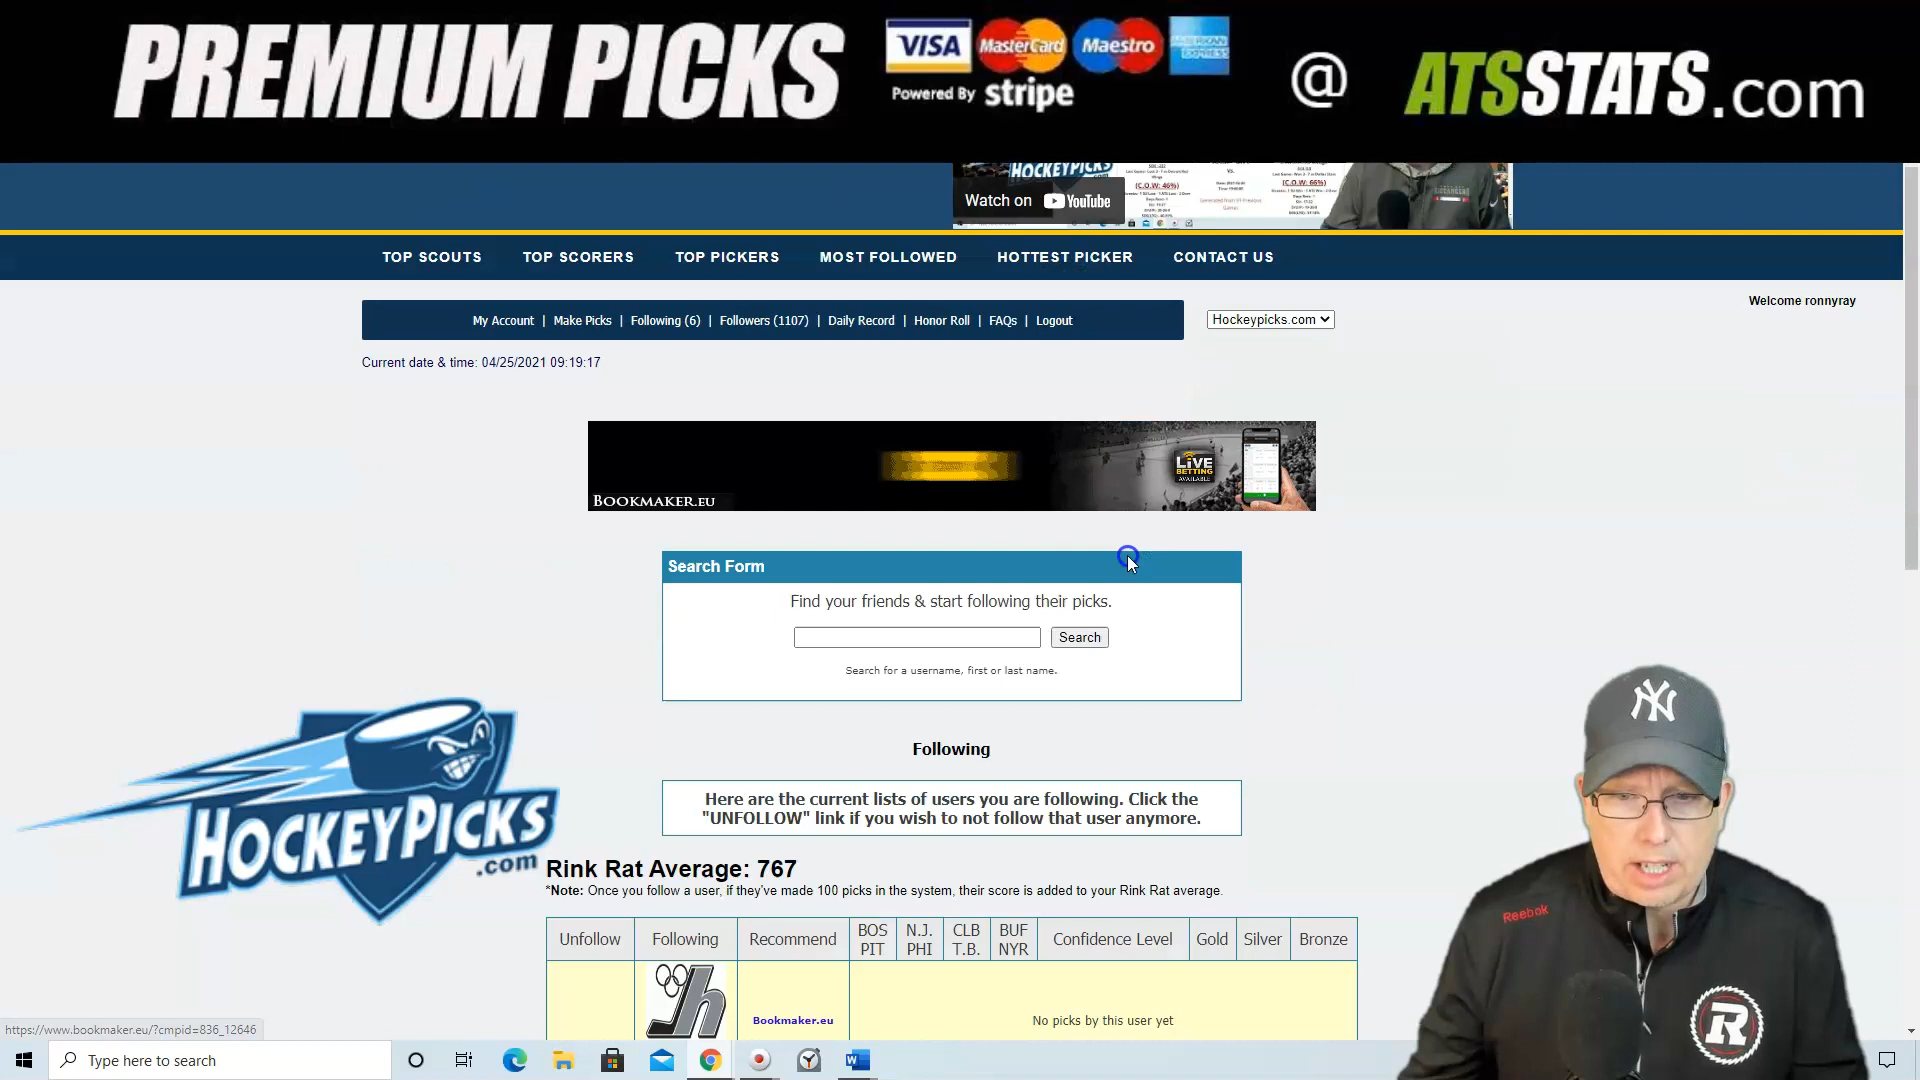 PREMIUM PICKS
VISA MasterCard Maestro AMERICAN EXPRESS
Powered By stripe
@ ATSSTATS.com
HOCKEYPICKS
(C.O.W: 46%)
Vs.
(C.O.W: 66%)
Watch on YouTube
TOP SCOUTS TOP SCORERS TOP PICKERS MOST FOLLOWED HOTTEST PICKER CONTACT US
Welcome ronnyray
My Account | Make Picks | Following (6) | Followers (1107) | Daily Record | Honor Roll | FAQs | Logout
Hockeypicks.com
Current date & time: 04/25/2021 09:19:17
BOOKMAKER.EU
LIVE BETTING AVAILABLE
Search Form
Find your friends & start following their picks.
Search
Search for a username, first or last name.
Following
Here are the current lists of users you are following. Click the
"UNFOLLOW" link if you wish to not follow that user anymore.
HOCKEYPICKS
.com
Rink Rat Average: 767
*Note: Once you follow a user, if they've made 100 picks in the system, their score is added to your Rink Rat average.
Unfollow Following Recommend BOS PIT N.J. PHI CLB T.B. BUF NYR Confidence Level Gold Silver Bronze
Bookmaker.eu No picks by this user yet
NY
Reebok
R
https://www.bookmaker.eu/?cmpid=836_12646
Type here to search